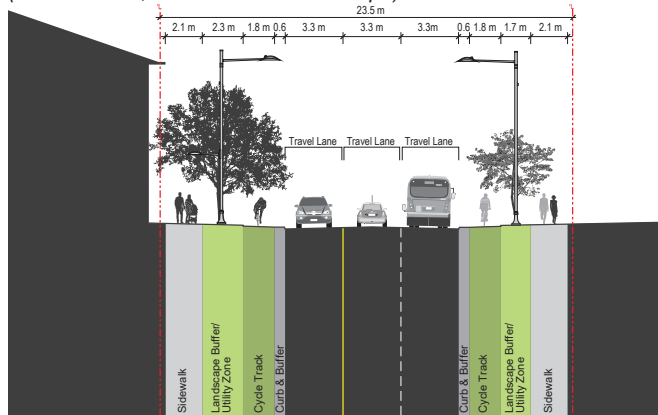 23.5 m
2.1 m 2.3 m 1.8 m 0.6 3.3 m 3.3 m 3.3m 0.6 1.8 m 1.7 m 2.1 m
Travel Lane Travel Lane Travel Lane
Sidewalk
Landscape Buffer/
Utility Zone
Cycle Track
Curb & Buffer
Curb & Buffer
Cycle Track
Landscape Buffer/
Utility Zone
Sidewalk